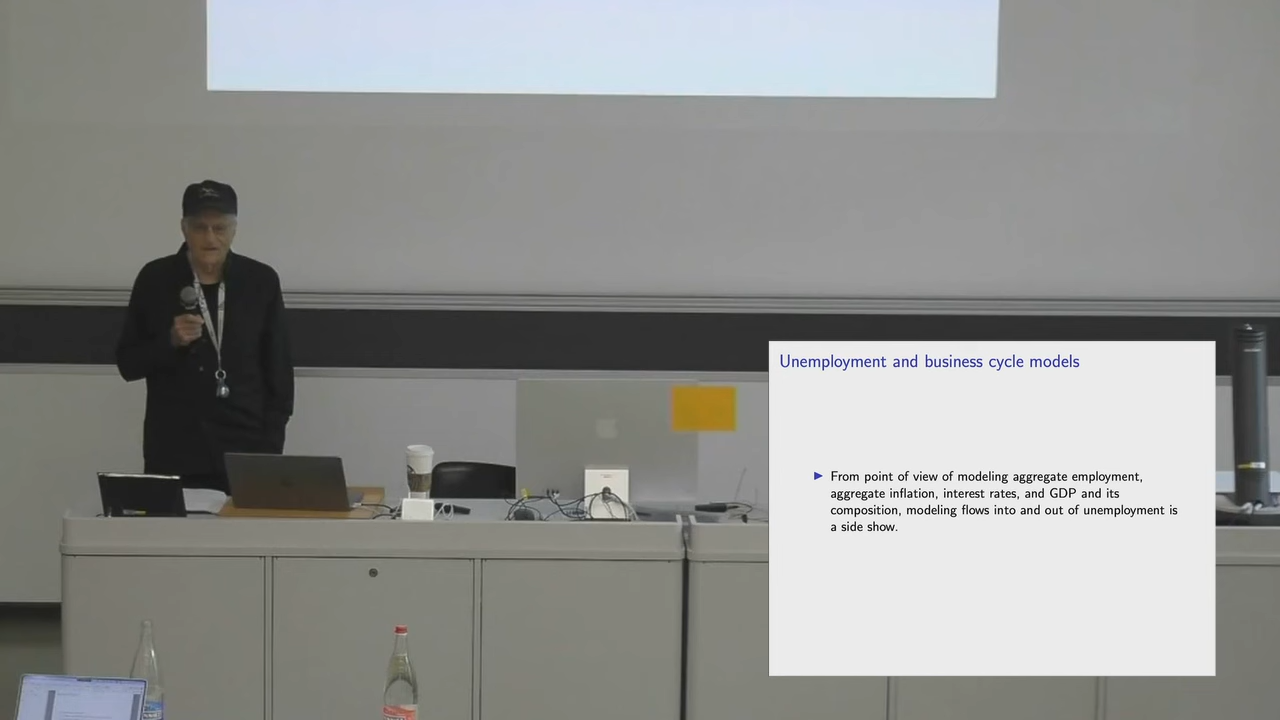 Unemployment and business cycle models
From point of view of modeling aggregate employment,
aggregate inflation, interest rates, and GDP and its
composition, modeling flows into and out of unemployment is
a side show.